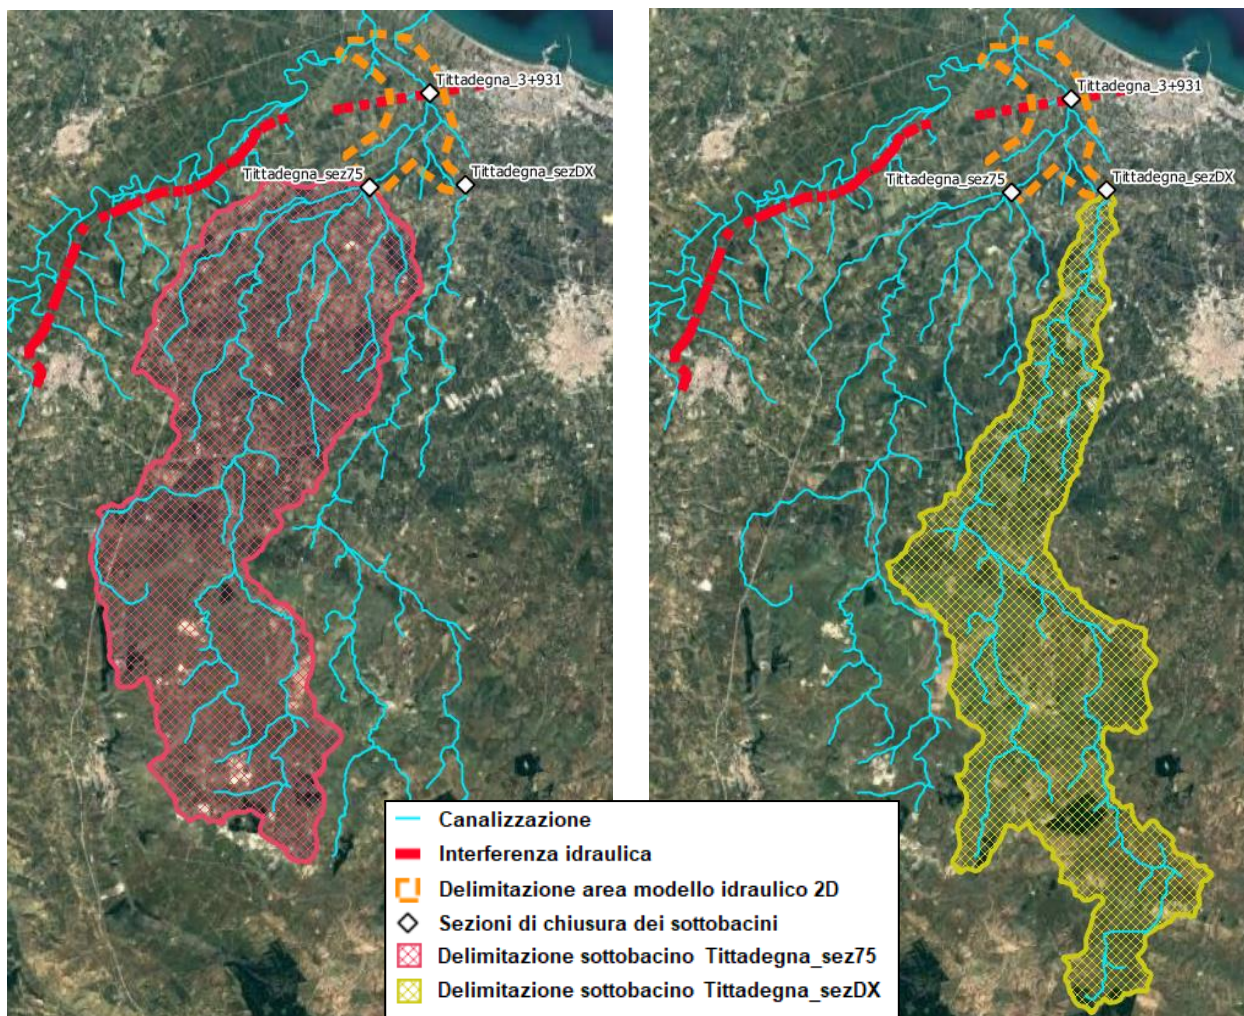 Tittadegna_3+931
Tittadegna_sez75
Tittadegna_sezDX
Tittadegna_3+931
Tittadegna_sez75
Tittadegna_sezDX
Canalizzazione
Interferenza idraulica
Delimitazione area modello idraulico 2D
Sezioni di chiusura dei sottobacini
Delimitazione sottobacino Tittadegna_sez75
Delimitazione sottobacino Tittadegna_sezDX